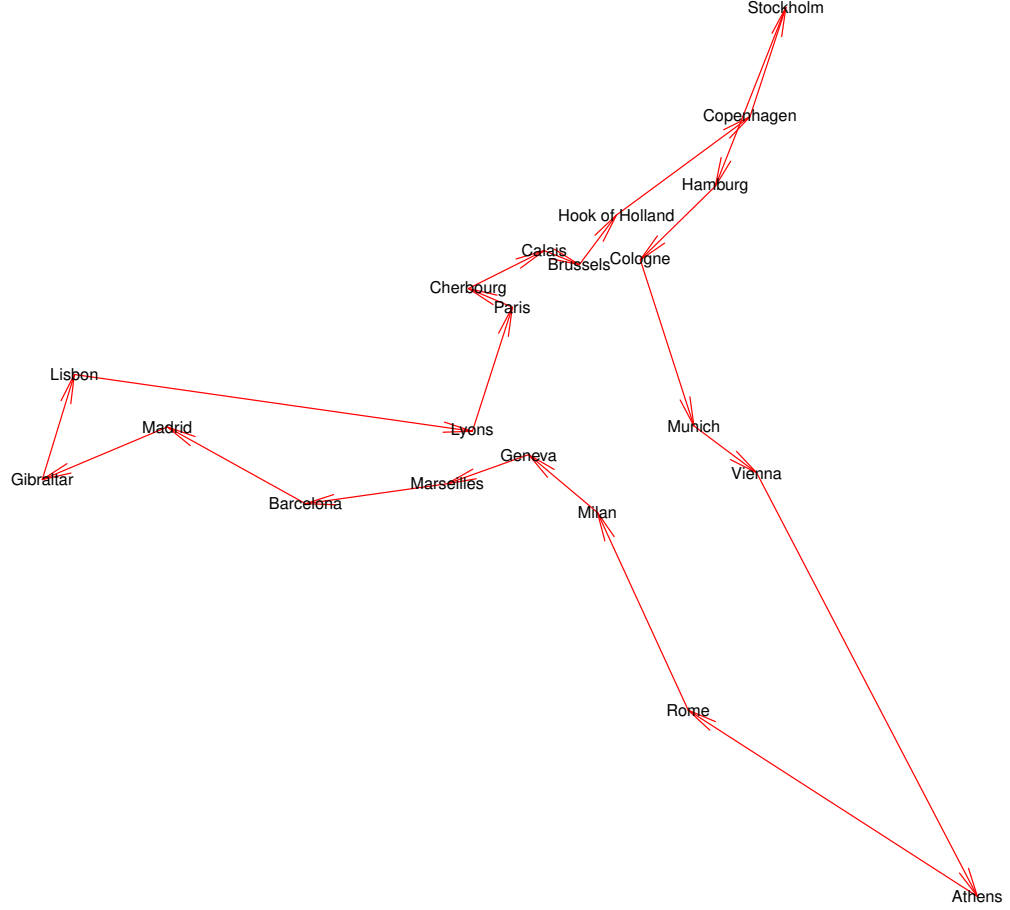 Stockholm
Copenhagen
Hamburg
Hook of Holland
Calais
Brussels
Cologne
Cherbourg
Paris
Lisbon
Madrid
Lyons
Munich
Geneva
Vienna
Gibraltar
Marseilles
Barcelona
Milan
Rome
Athens